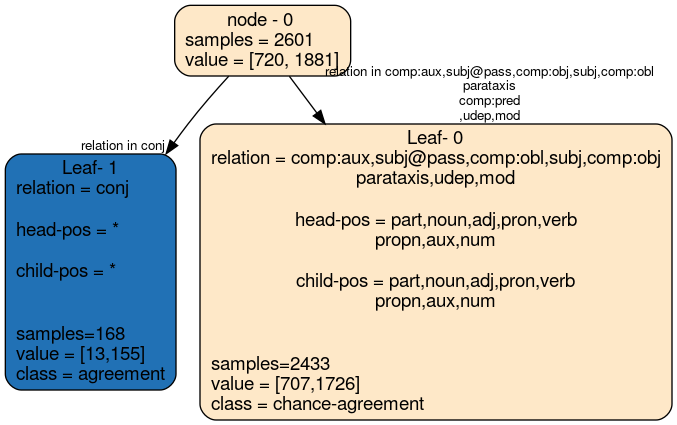 node - 0
samples = 2601
value = [720, 1881]
relation in comp:aux,subj@pass,comp:obj,subj,comp:obl
parataxis
comp:pred
,udep,mod
relation in conj
Leaf- 1
relation = conj
head-pos = *
child-pos = *
samples=168
value = [13,155]
class = agreement
Leaf- 0
relation = comp:aux,subj@pass,comp:obl,subj,comp:obj
parataxis,udep,mod
head-pos = part,noun,adj,pron,verb
propn,aux,num
child-pos = part,noun,adj,pron,verb
propn,aux,num
samples=2433
value = [707,1726]
class = chance-agreement